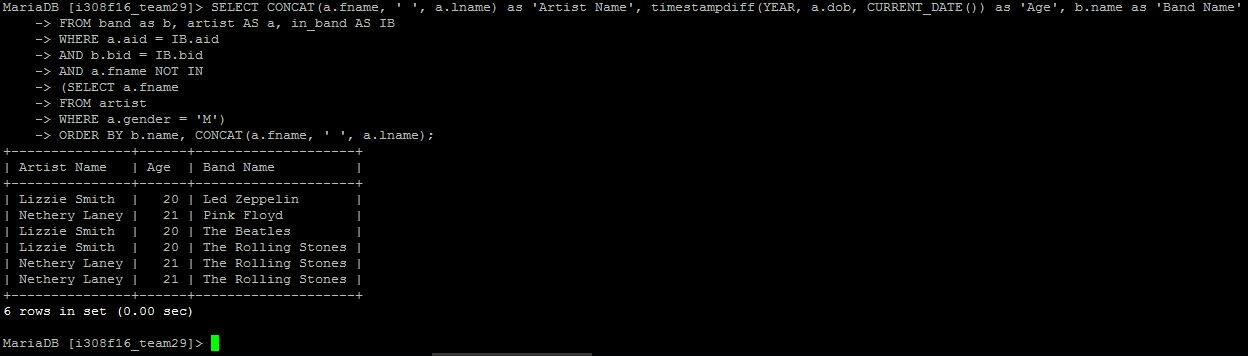 MariaDB [i308f16_team29]> SELECT CONCAT(a.fname, ' ', a.lname) as 'Artist Name', timestampdiff(YEAR, a.dob, CURRENT_DATE()) as 'Age', b.name as 'Band Name'
    -> FROM band as b, artist AS a, in_band AS IB
    -> WHERE a.aid = IB.aid
    -> AND b.bid = IB.bid
    -> AND a.fname NOT IN
    -> (SELECT a.fname
    -> FROM artist
    -> WHERE a.gender = 'M')
    -> ORDER BY b.name, CONCAT(a.fname, ' ', a.lname);
+---------------+------+--------------------+
| Artist Name   | Age  | Band Name          |
+---------------+------+--------------------+
| Lizzie Smith  |   20 | Led Zeppelin       |
| Nethery Laney |   21 | Pink Floyd         |
| Lizzie Smith  |   20 | The Beatles        |
| Lizzie Smith  |   20 | The Rolling Stones |
| Nethery Laney |   21 | The Rolling Stones |
| Nethery Laney |   21 | The Rolling Stones |
+---------------+------+--------------------+
6 rows in set (0.00 sec)
MariaDB [i308f16_team29]>